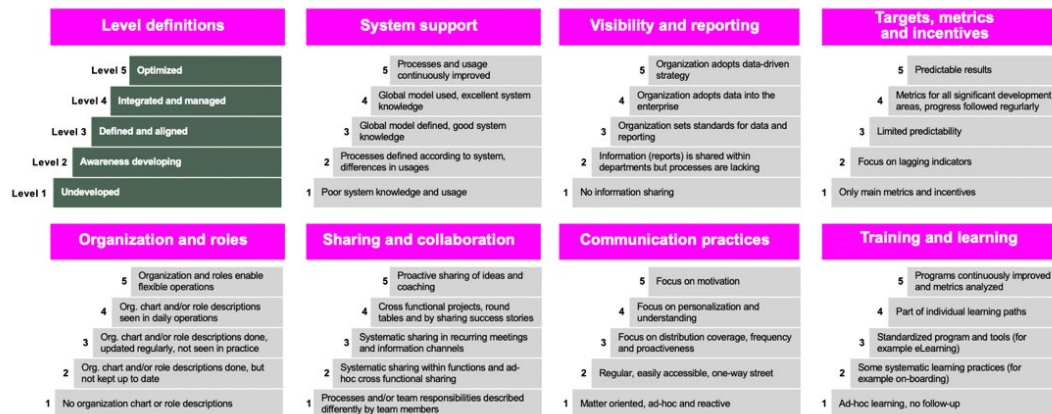 Level definitions
Level 5 Optimized
Level 4 Integrated and managed
Level 3 Defined and aligned
Level 2 Awareness developing
Level 1 Undeveloped
System support
5 Processes and usage
continuously improved
4 Global model used, excellent system
knowledge
3 Global model defined, good system
knowledge
2 Processes defined according to system,
differences in usages
1 Poor system knowledge and usage
Visibility and reporting
5 Organization adopts data-driven
strategy
4 Organization adopts data into the
enterprise
3 Organization sets standards for data and
reporting
2 Information (reports) is shared within
departments but processes are lacking
1 No information sharing
Targets, metrics
and incentives
5 Predictable results
4 Metrics for all significant development
areas, progress followed regurlarly
3 Limited predictability
2 Focus on lagging indicators
1 Only main metrics and incentives
Organization and roles
5 Organization and roles enable
flexible operations
4 Org. chart and/or role descriptions
seen in daily operations
3 Org. chart and/or role descriptions done,
updated regularly, not seen in practice
2 Org. chart and/or role descriptions done, but
not kept up to date
1 No organization chart or role descriptions
Sharing and collaboration
5 Proactive sharing of ideas and
coaching
4 Cross functional projects, round
tables and by sharing success stories
3 Systematic sharing in recurring meetings
and information channels
2 Systematic sharing within functions and ad-
hoc cross functional sharing
1 Processes and/or team responsibilities described
differently by team members
Communication practices
5 Focus on motivation
4 Focus on personalization and
understanding
3 Focus on distribution coverage, frequency
and proactiveness
2 Regular, easily accessible, one-way street
1 Matter oriented, ad-hoc and reactive
Training and learning
5 Programs continuously improved
and metrics analyzed
4 Part of individual learning paths
3 Standardized program and tools (for
example eLearning)
2 Some systematic learning practices (for
example on-boarding)
1 Ad-hoc learning, no follow-up